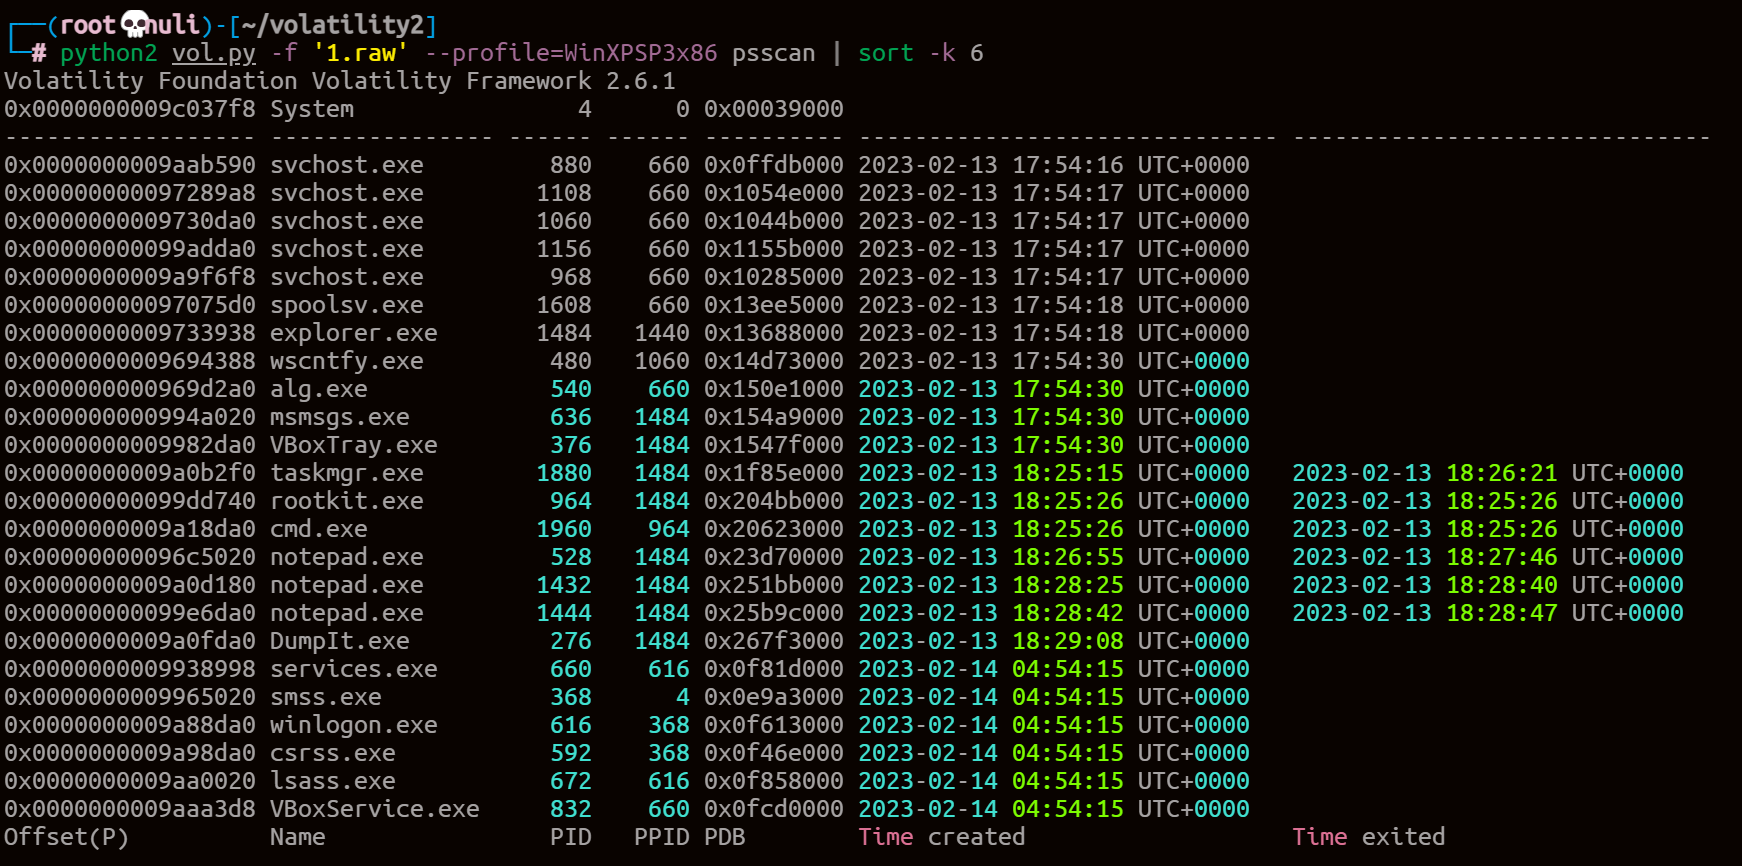 ┌──(root💀nuli)-[~/volatility2]
└─# python2 vol.py -f '1.raw' --profile=WinXPSP3x86 psscan | sort -k 6
Volatility Foundation Volatility Framework 2.6.1
0x0000000009c037f8 System                4      0 0x00039000
------------------ ---------------- ------ ------ ---------- ------------------------------ ------------------------------
0x0000000009aab590 svchost.exe         880    660 0x0ffdb000 2023-02-13 17:54:16 UTC+0000
0x00000000097289a8 svchost.exe        1108    660 0x1054e000 2023-02-13 17:54:17 UTC+0000
0x0000000009730da0 svchost.exe        1060    660 0x1044b000 2023-02-13 17:54:17 UTC+0000
0x00000000099adda0 svchost.exe        1156    660 0x1155b000 2023-02-13 17:54:17 UTC+0000
0x0000000009a9f6f8 svchost.exe         968    660 0x10285000 2023-02-13 17:54:17 UTC+0000
0x00000000097075d0 spoolsv.exe        1608    660 0x13ee5000 2023-02-13 17:54:18 UTC+0000
0x0000000009733938 explorer.exe       1484   1440 0x13688000 2023-02-13 17:54:18 UTC+0000
0x0000000009694388 wscntfy.exe         480   1060 0x14d73000 2023-02-13 17:54:30 UTC+0000
0x000000000969d2a0 alg.exe             540    660 0x150e1000 2023-02-13 17:54:30 UTC+0000
0x000000000994a020 msmsgs.exe          636   1484 0x154a9000 2023-02-13 17:54:30 UTC+0000
0x0000000009982da0 VBoxTray.exe        376   1484 0x1547f000 2023-02-13 17:54:30 UTC+0000
0x0000000009a0b2f0 taskmgr.exe        1880   1484 0x1f85e000 2023-02-13 18:25:15 UTC+0000   2023-02-13 18:26:21 UTC+0000
0x00000000099dd740 rootkit.exe         964   1484 0x204bb000 2023-02-13 18:25:26 UTC+0000   2023-02-13 18:25:26 UTC+0000
0x0000000009a18da0 cmd.exe            1960    964 0x20623000 2023-02-13 18:25:26 UTC+0000   2023-02-13 18:25:26 UTC+0000
0x00000000096c5020 notepad.exe         528   1484 0x23d70000 2023-02-13 18:26:55 UTC+0000   2023-02-13 18:27:46 UTC+0000
0x0000000009a0d180 notepad.exe        1432   1484 0x251bb000 2023-02-13 18:28:25 UTC+0000   2023-02-13 18:28:40 UTC+0000
0x00000000099e6da0 notepad.exe        1444   1484 0x25b9c000 2023-02-13 18:28:42 UTC+0000   2023-02-13 18:28:47 UTC+0000
0x0000000009a0fda0 DumpIt.exe          276   1484 0x267f3000 2023-02-13 18:29:08 UTC+0000
0x0000000009938998 services.exe        660    616 0x0f81d000 2023-02-14 04:54:15 UTC+0000
0x0000000009965020 smss.exe            368      4 0x0e9a3000 2023-02-14 04:54:15 UTC+0000
0x0000000009a88da0 winlogon.exe        616    368 0x0f613000 2023-02-14 04:54:15 UTC+0000
0x0000000009a98da0 csrss.exe           592    368 0x0f46e000 2023-02-14 04:54:15 UTC+0000
0x0000000009aa0020 lsass.exe           672    616 0x0f858000 2023-02-14 04:54:15 UTC+0000
0x0000000009aaa3d8 VBoxService.exe     832    660 0x0fcd0000 2023-02-14 04:54:15 UTC+0000
Offset(P)          Name                PID   PPID PDB        Time created                   Time exited